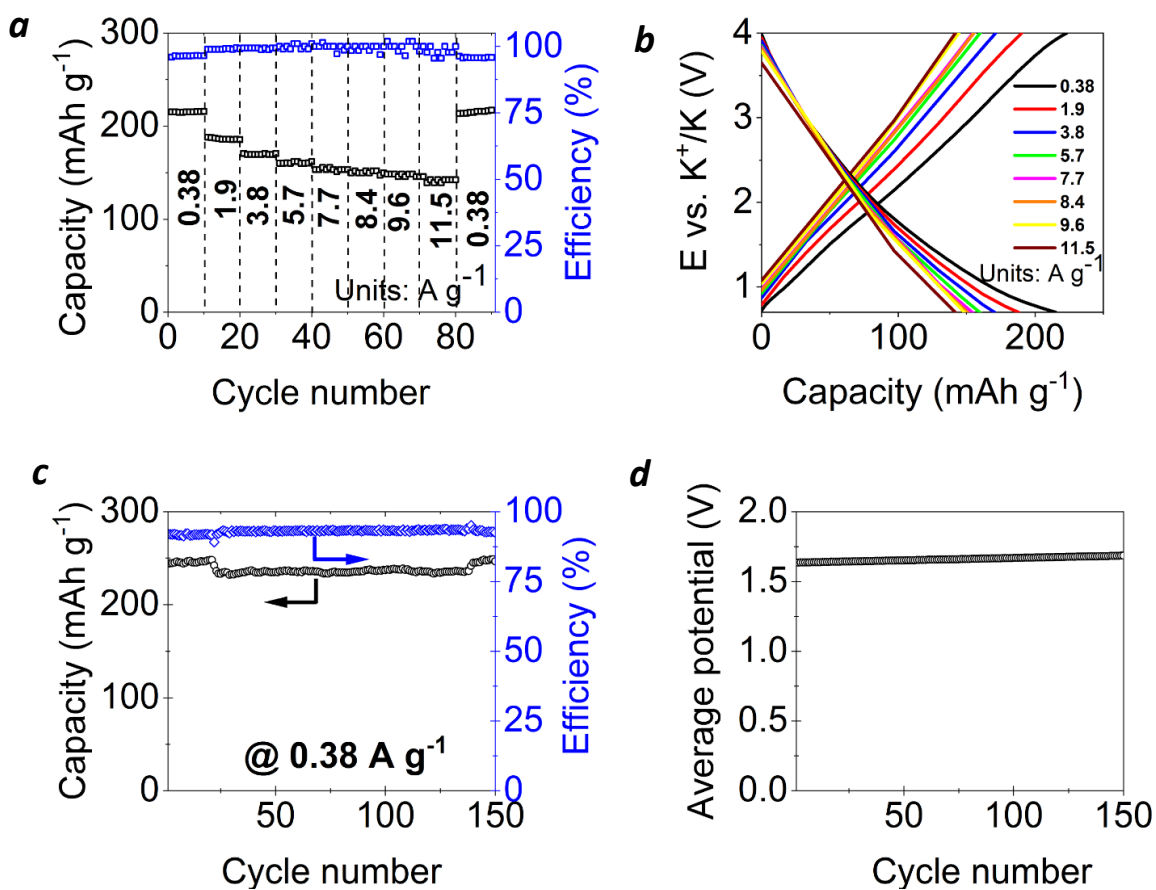 a
Capacity (mAh g⁻¹)
300
200
100
0
0.38
1.9
3.8
5.7
7.7
8.4
9.6
11.5
0.38
Units: A g⁻¹
100
75
50
25
0
Efficiency (%)
0 20 40 60 80
Cycle number
b
E vs. K⁺/K (V)
4
3
2
1
0.38
1.9
3.8
5.7
7.7
8.4
9.6
11.5
Units: A g⁻¹
0 100 200
Capacity (mAh g⁻¹)
c
Capacity (mAh g⁻¹)
300
200
100
0
@ 0.38 A g⁻¹
100
75
50
25
0
Efficiency (%)
50 100 150
Cycle number
d
Average potential (V)
2.0
1.5
1.0
0.5
0.0
50 100 150
Cycle number